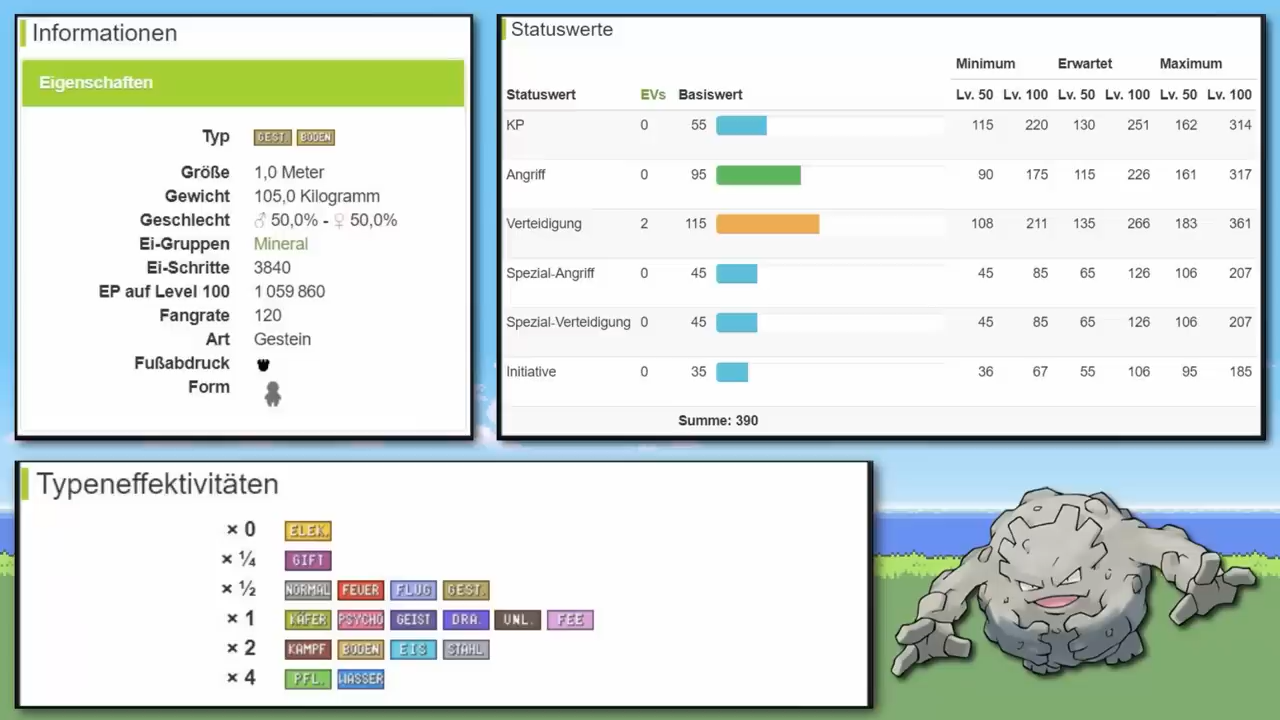 Informationen
Eigenschaften
Typ GEST. BODEN
Größe 1,0 Meter
Gewicht 105,0 Kilogramm
Geschlecht ♂ 50,0% - ♀ 50,0%
Ei-Gruppen Mineral
Ei-Schritte 3840
EP auf Level 100 1 059 860
Fangrate 120
Art Gestein
Fußabdruck
Form
Statuswerte
Minimum Erwartet Maximum
Statuswert EVs Basiswert Lv. 50 Lv. 100 Lv. 50 Lv. 100 Lv. 50 Lv. 100
KP 0 55 115 220 130 251 162 314
Angriff 0 95 90 175 115 226 161 317
Verteidigung 2 115 108 211 135 266 183 361
Spezial-Angriff 0 45 45 85 65 126 106 207
Spezial-Verteidigung 0 45 45 85 65 126 106 207
Initiative 0 35 36 67 55 106 95 185
Summe: 390
Typeneffektivitäten
× 0 ELEK.
× ¼ GIFT
× ½ NORMAL FEUER FLUG GEST.
× 1 KÄFER PSYCHO GEIST DRA. UNL. FEE
× 2 KAMPF BODEN EIS STAHL
× 4 PFL. WASSER